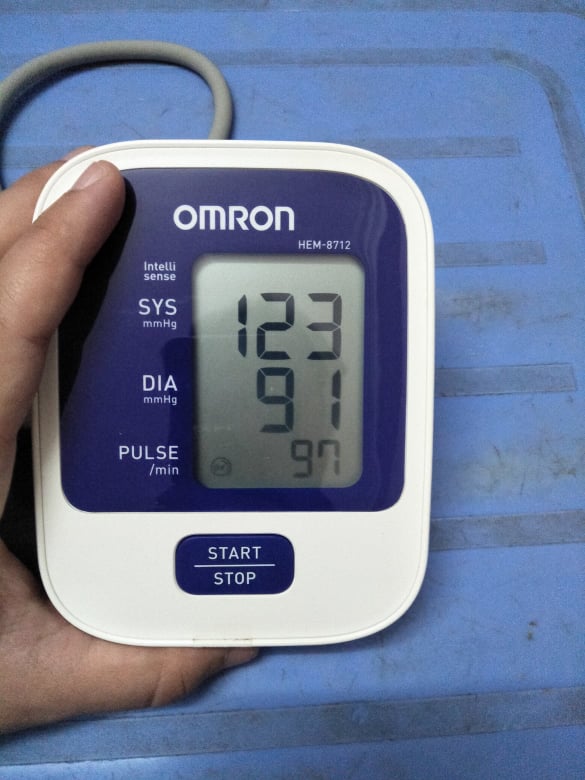 OMRON
HEM-8712
Intelli
sense
SYS
mmHg
123
DIA
mmHg
91
PULSE
/min
97
START
STOP